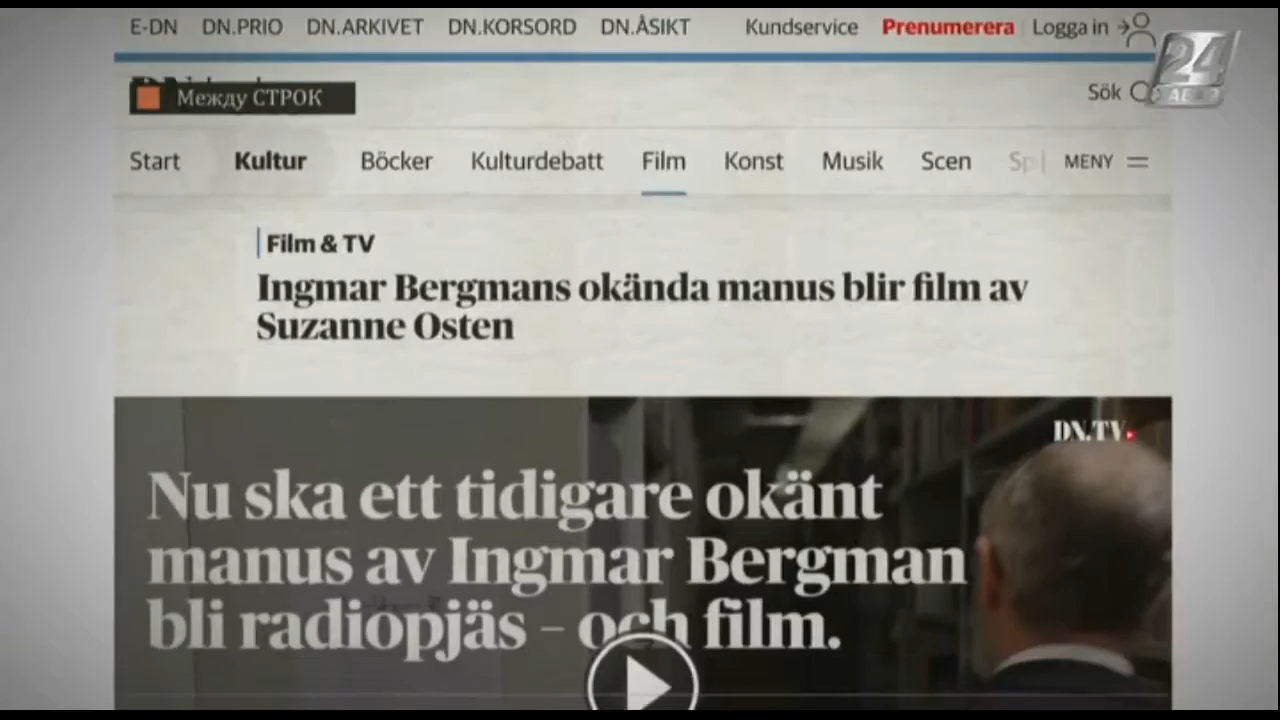 E-DN DN.PRIO DN.ARKIVET DN.KORSORD DN.ÅSIKT Kundservice Prenumerera Logga in
24
Между СТРОК
Sök
Start Kultur Böcker Kulturdebatt Film Konst Musik Scen Sp MENY
Film & TV
Ingmar Bergmans okända manus blir film av
Suzanne Osten
DN.TV
Nu ska ett tidigare okänt
manus av Ingmar Bergman
bli radiopjäs – och film.